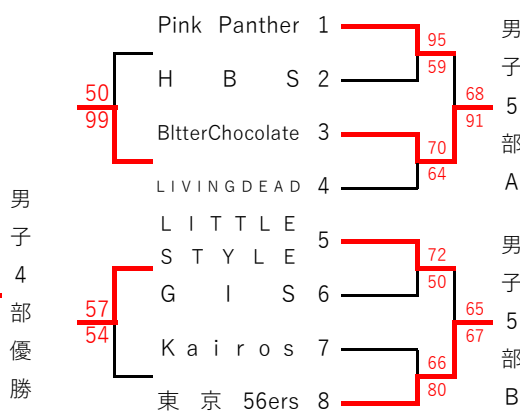 Pink Panther 1
95
59
HBS 2
68
91
50
99
BItterChocolate 3
70
64
LIVINGDEAD 4
男子5部A
男子4部優勝
LITTLE
STYLE 5
72
50
GIS 6
65
67
57
54
Kairos 7
66
80
東京 56ers 8
男子5部B